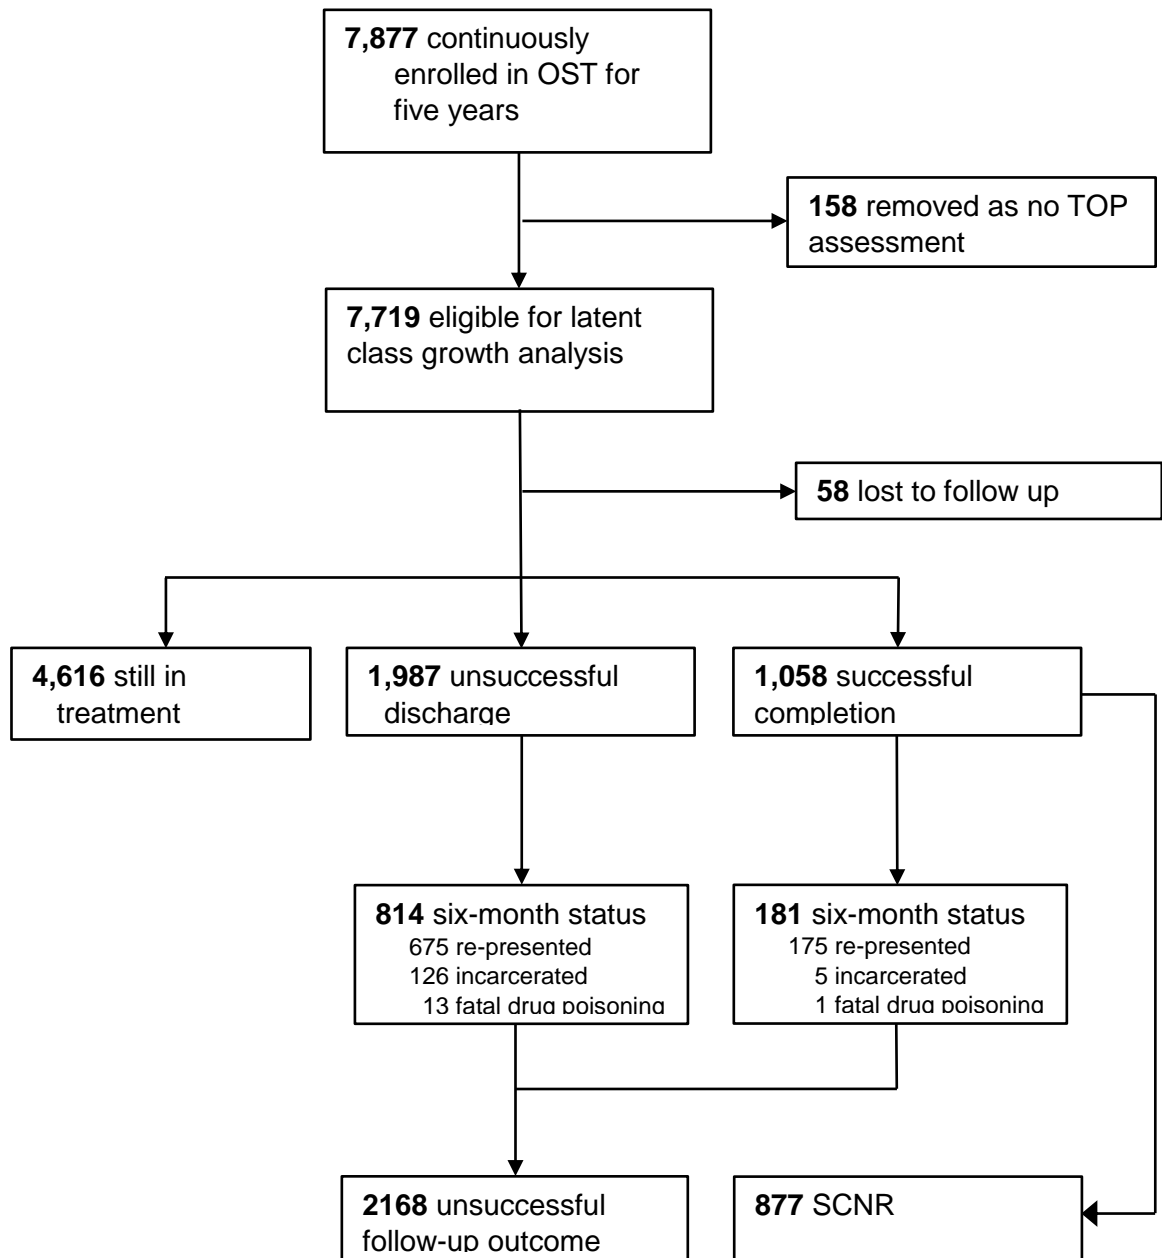 7,877 continuously
enrolled in OST for
five years
158 removed as no TOP
assessment
7,719 eligible for latent
class growth analysis
58 lost to follow up
4,616 still in
treatment
1,987 unsuccessful
discharge
1,058 successful
completion
814 six-month status
675 re-presented
126 incarcerated
13 fatal drug poisoning
181 six-month status
175 re-presented
5 incarcerated
1 fatal drug poisoning
2168 unsuccessful
follow-up outcome
877 SCNR